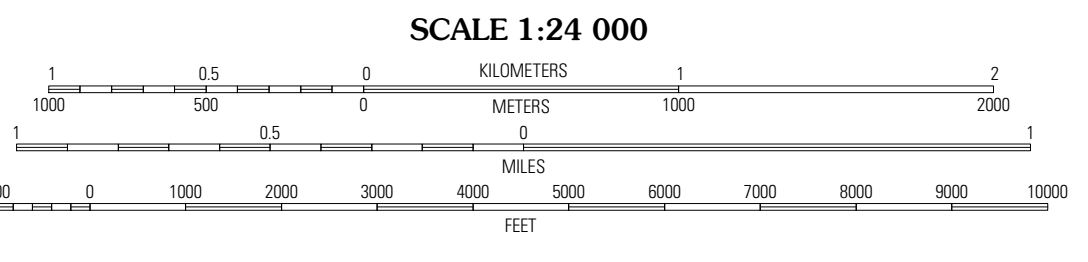 SCALE 1:24 000
1 0.5 0 KILOMETERS 1 2
1000 500 0 METERS 1000 2000
1 0.5 0 1
MILES
0 1000 2000 3000 4000 5000 6000 7000 8000 9000 10000
FEET